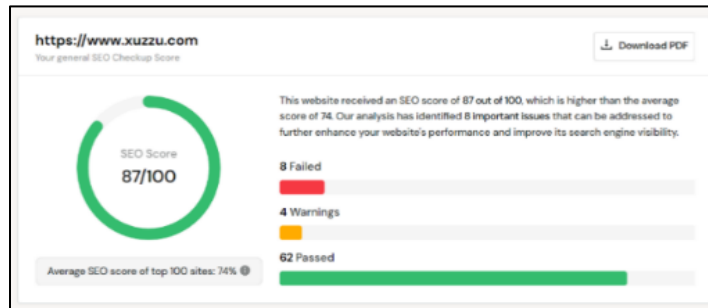 https://www.xuzzu.com
Your general SEO Checkup Score
Download PDF
SEO Score
87/100
Average SEO score of top 100 sites: 74%
This website received an SEO score of 87 out of 100, which is higher than the average
score of 74. Our analysis has identified 8 important issues that can be addressed to
further enhance your website's performance and improve its search engine visibility.
8 Failed
4 Warnings
62 Passed